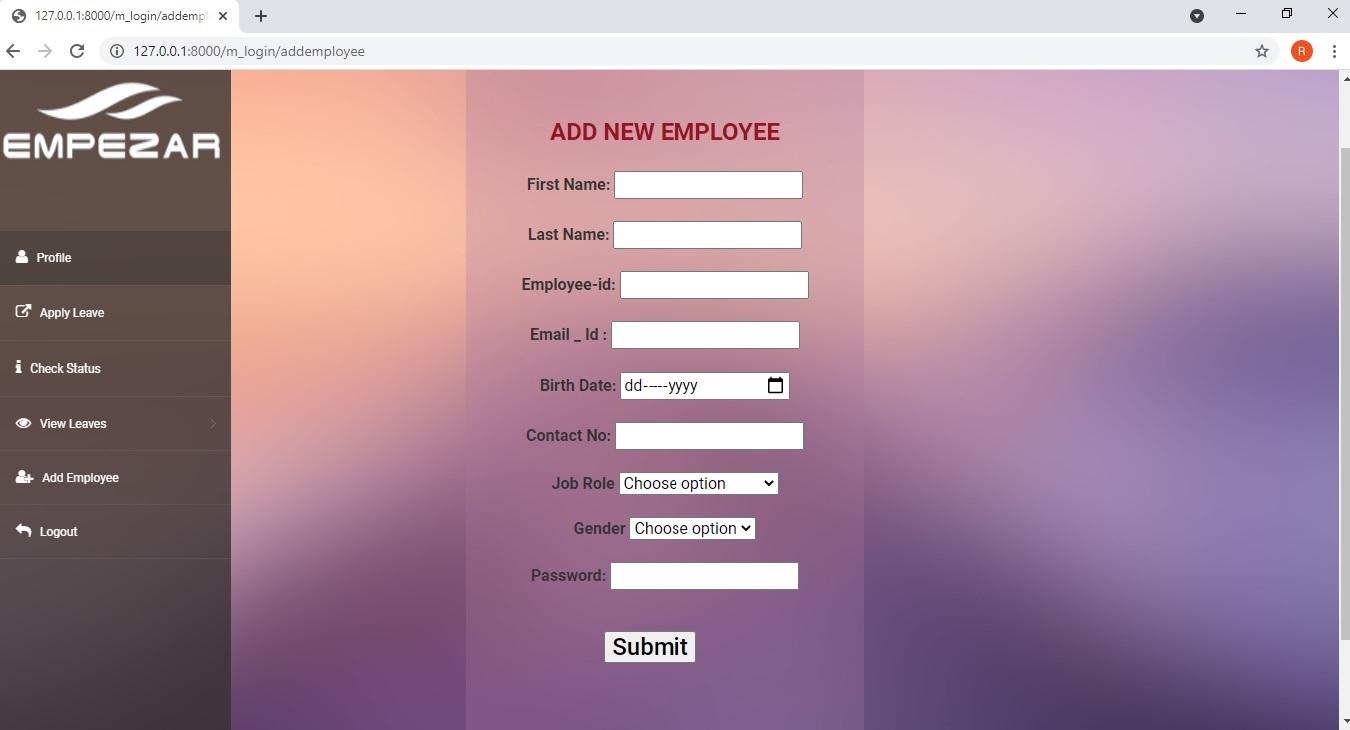 127.0.0.1:8000/m_login/addempl
127.0.0.1:8000/m_login/addemployee
R
EMPEZAR
Profile
Apply Leave
Check Status
View Leaves
Add Employee
Logout
ADD NEW EMPLOYEE
First Name:
Last Name:
Employee-id:
Email _ Id :
Birth Date: dd-----yyyy
Contact No:
Job Role Choose option
Gender Choose option
Password:
Submit